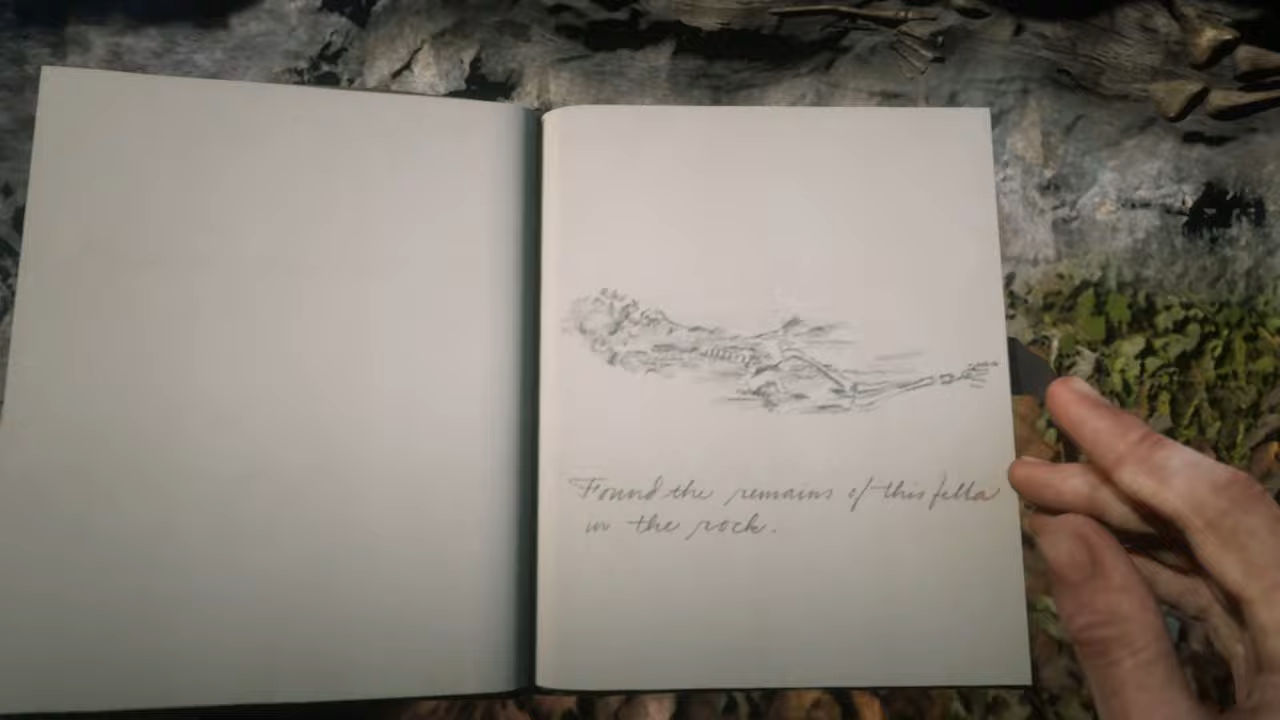 Found the remains of this fella
in the rock.